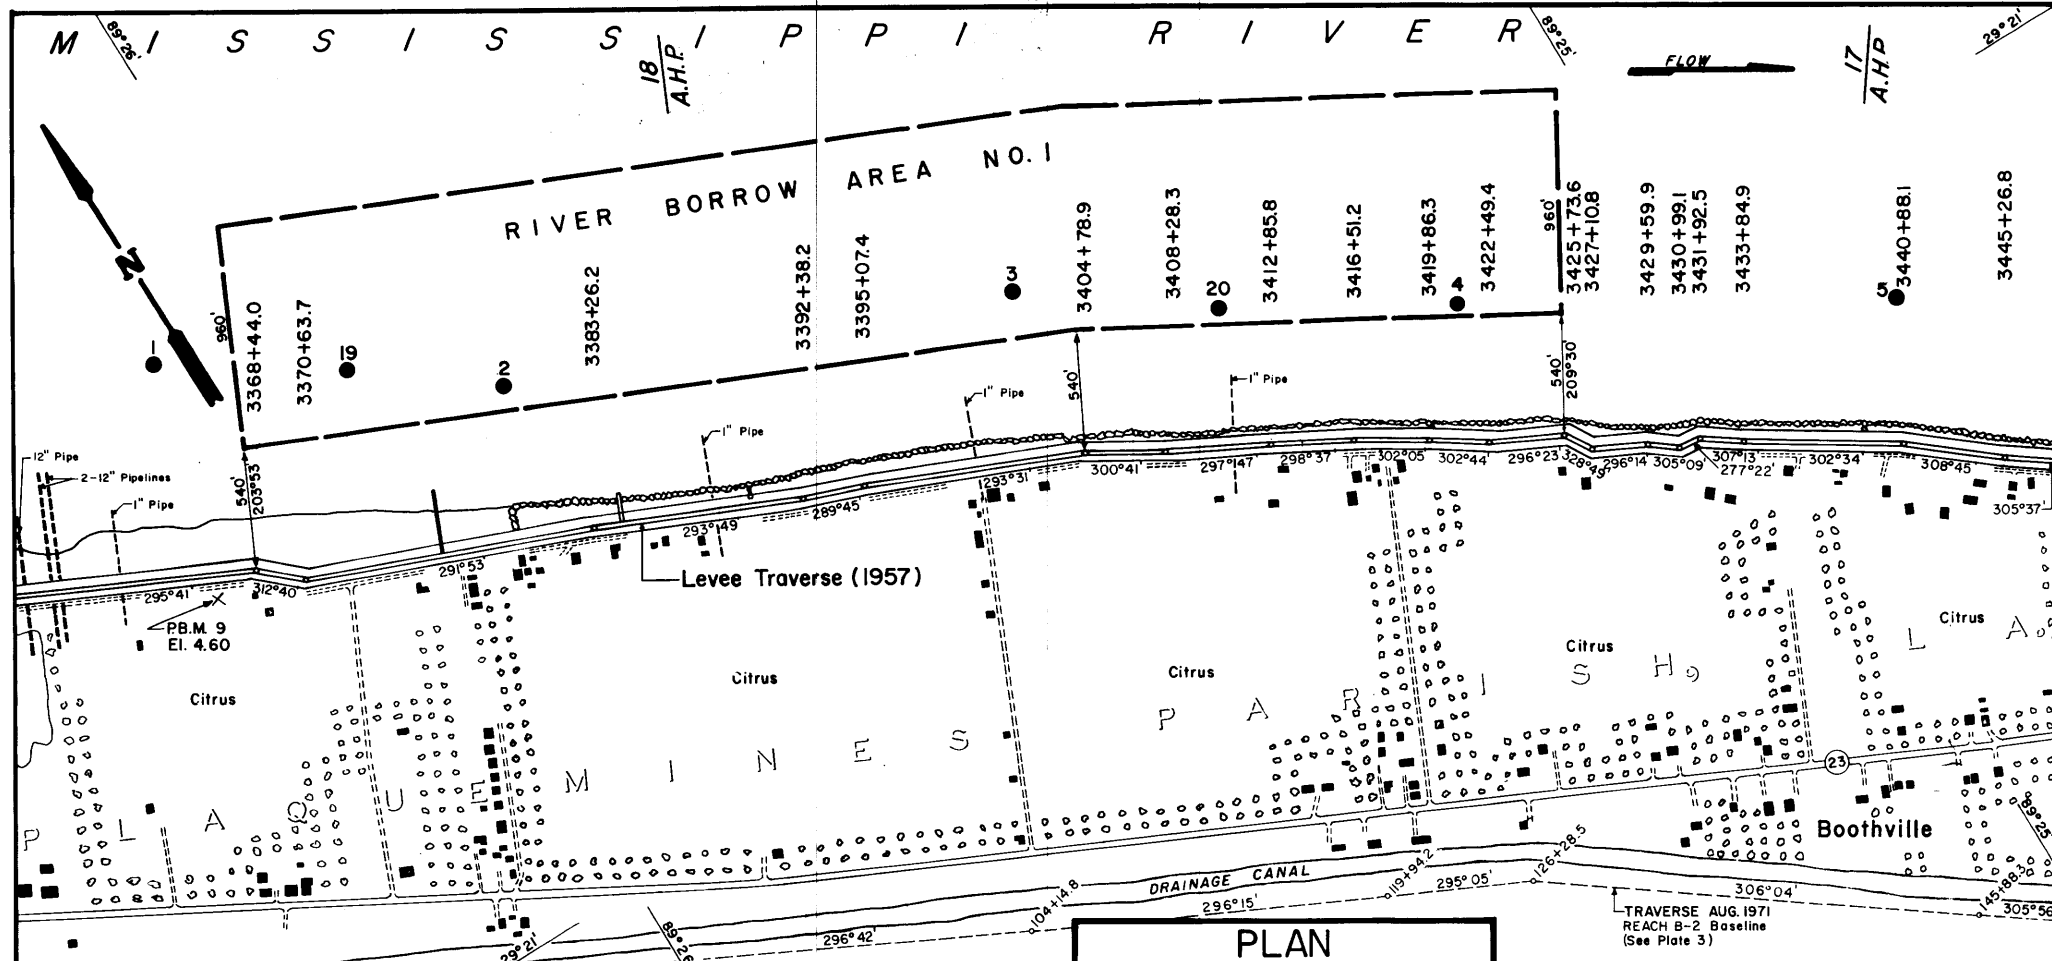 MISSISSIPPI RIVER
89°26'
18
A.H.P.
89°25'
FLOW
17
A.H.P
29°21'
RIVER BORROW AREA NO. 1
N
960'
960'
3368+44.0
3370+63.7
3383+26.2
3392+38.2
3395+07.4
3404+78.9
3408+28.3
3412+85.8
3416+51.2
3419+86.3
3422+49.4
3425+73.6
3427+10.8
3429+59.9
3430+99.1
3431+92.5
3433+84.9
3440+88.1
3445+26.8
1
19
2
3
20
4
5
12" Pipe
2-12" Pipelines
1" Pipe
540'
203°53'
1" Pipe
1" Pipe
540'
1" Pipe
540'
209°30'
295°41'
312°40'
291°53'
293°49'
289°45'
293°31'
300°41'
297°47'
298°37'
302°05'
302°44'
296°23'
328°49'
296°14'
305°09'
307°13'
277°22'
302°34'
308°45'
305°37'
P.B.M. 9
El. 4.60
Levee Traverse (1957)
Citrus
Citrus
Citrus
Citrus
Citrus
PLAQUEMINES PARISH, LA.
23
Boothville
DRAINAGE CANAL
29°21'
89°26'
89°25'
296°42'
104+14.8
296°15'
119+94.2
295°05'
126+28.5
306°04'
145+88.3
305°56'
TRAVERSE AUG. 1971
REACH B-2 Baseline
(See Plate 3)
PLAN